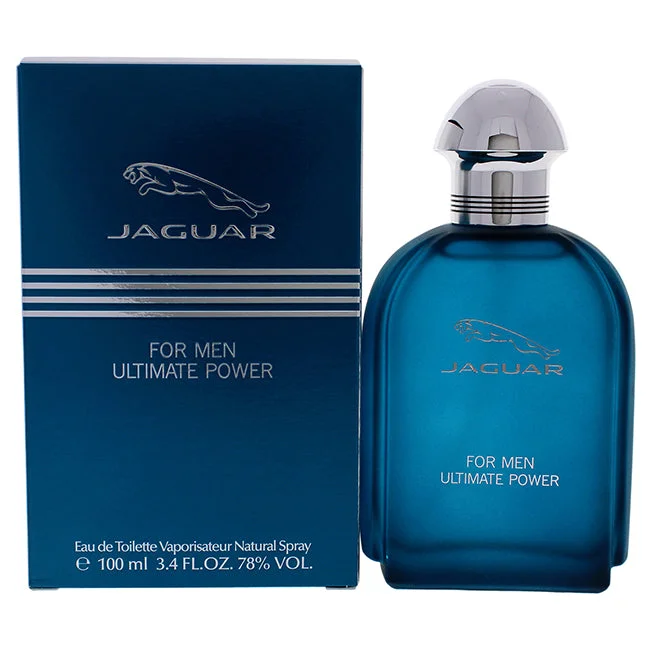 JAGUAR
FOR MEN
ULTIMATE POWER
Eau de Toilette Vaporisateur Natural Spray
℮ 100 ml 3.4 FL.OZ. 78% VOL.
JAGUAR
FOR MEN
ULTIMATE POWER